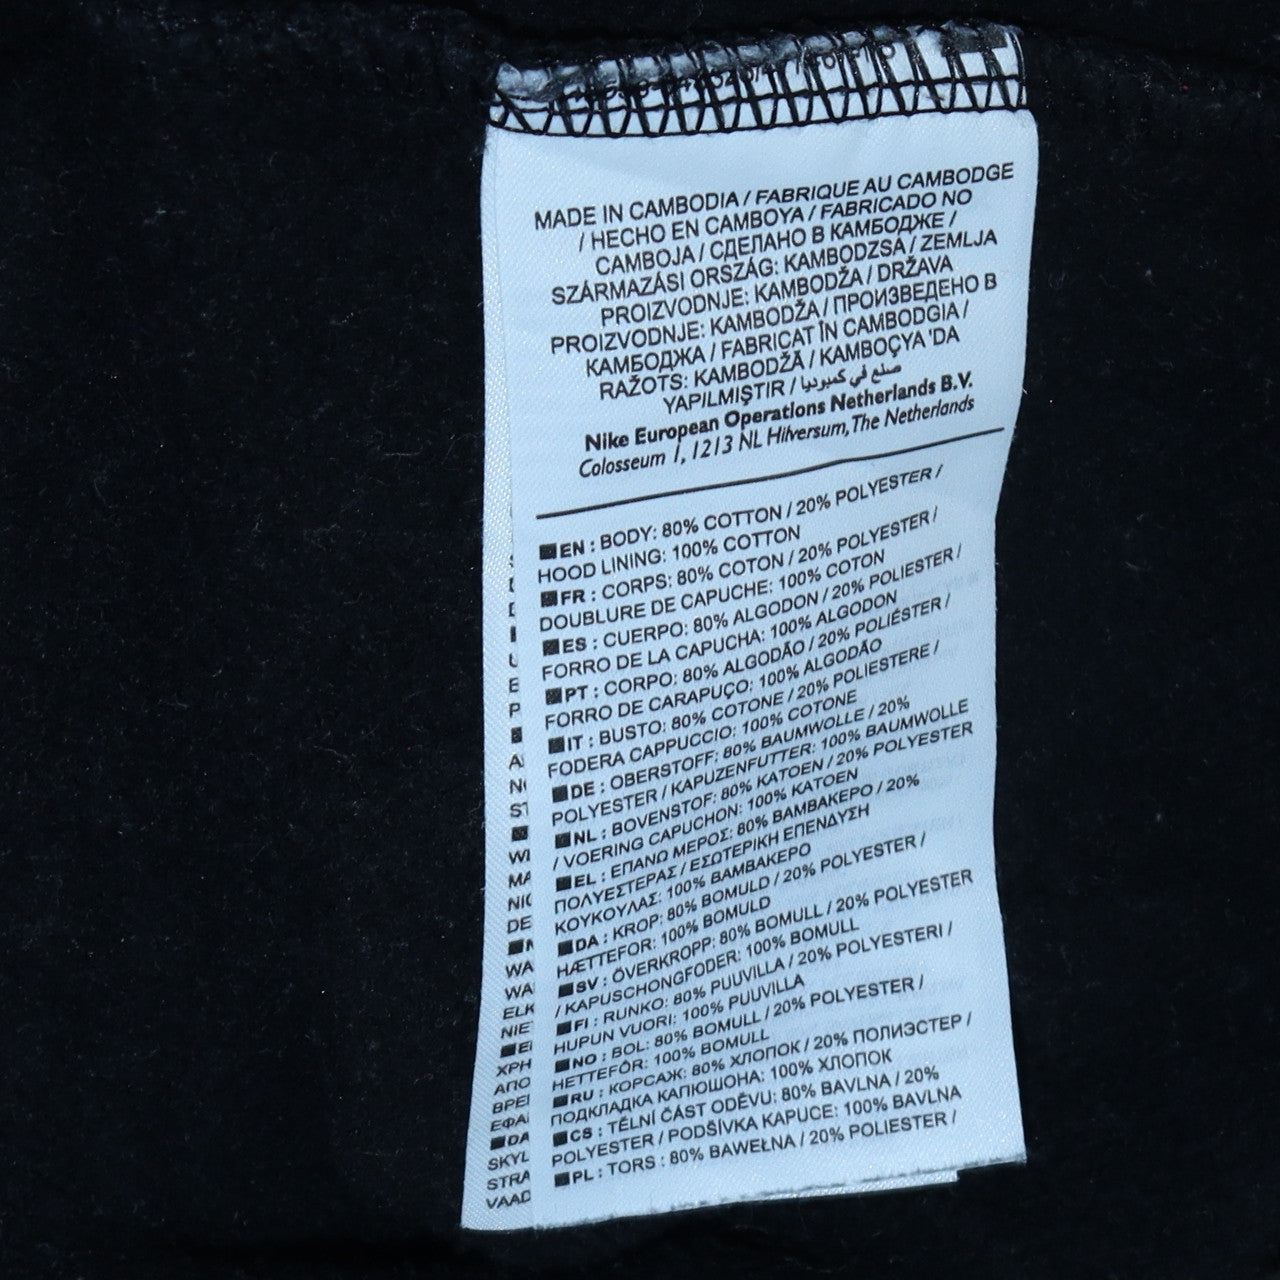 MADE IN CAMBODIA / FABRIQUE AU CAMBODGE
/ HECHO EN CAMBOYA / FABRICADO NO
CAMBOJA / СДЕЛАНО В КАМБОДЖЕ /
SZÁRMAZÁSI ORSZÁG: KAMBODZSA / ZEMLJA
PROIZVODNJE: KAMBODŽA / DRŽAVA
PROIZVODNJE: KAMBODŽA / ПРОИЗВЕДЕНО В
КАМБОДЖА / FABRICAT ÎN CAMBODGIA /
RAŽOTS: KAMBODŽĀ / KAMBOÇYA 'DA
YAPILMIŞTIR / صنع في كمبوديا
Nike European Operations Netherlands B.V.
Colosseum 1, 1213 NL Hilversum, The Netherlands
EN : BODY: 80% COTTON / 20% POLYESTER /
HOOD LINING: 100% COTTON
FR : CORPS: 80% COTON / 20% POLYESTER /
DOUBLURE DE CAPUCHE: 100% COTON
ES : CUERPO: 80% ALGODON / 20% POLIESTER /
FORRO DE LA CAPUCHA: 100% ALGODON
PT : CORPO: 80% ALGODÃO / 20% POLIÉSTER /
FORRO DE CARAPUÇO: 100% ALGODÃO
IT : BUSTO: 80% COTONE / 20% POLIESTERE /
FODERA CAPPUCCIO: 100% COTONE
DE : OBERSTOFF: 80% BAUMWOLLE / 20%
POLYESTER / KAPUZENFUTTER: 100% BAUMWOLLE
NL : BOVENSTOF: 80% KATOEN / 20% POLYESTER
/ VOERING CAPUCHON: 100% KATOEN
EL : ΕΠΑΝΩ ΜΕΡΟΣ: 80% ΒΑΜΒΑΚΕΡΟ / 20%
ΠΟΛΥΕΣΤΕΡΑΣ / ΕΣΩΤΕΡΙΚΗ ΕΠΕΝΔΥΣΗ
ΚΟΥΚΟΥΛΑΣ: 100% ΒΑΜΒΑΚΕΡΟ
DA : KROP: 80% BOMULD / 20% POLYESTER /
HÆTTEFOR: 100% BOMULD
SV : ÖVERKROPP: 80% BOMULL / 20% POLYESTER
/ KAPUSCHONGFODER: 100% BOMULL
FI : RUNKO: 80% PUUVILLA / 20% POLYESTERI /
HUPUN VUORI: 100% PUUVILLA
NO : BOL: 80% BOMULL / 20% POLYESTER /
HETTEFÔR: 100% BOMULL
RU : КОРСАЖ: 80% ХЛОПОК / 20% ПОЛИЭСТЕР /
ПОДКЛАДКА КАПЮШОНА: 100% ХЛОПОК
CS : TĚLNÍ ČÁST ODĚVU: 80% BAVLNA / 20%
POLYESTER / PODŠÍVKA KAPUCE: 100% BAVLNA
PL : TORS : 80% BAWEŁNA / 20% POLIESTER /